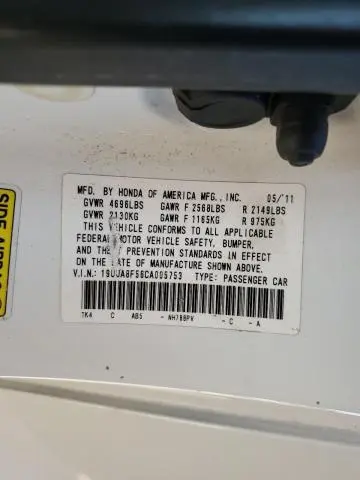 MFD. BY HONDA OF AMERICA MFG., INC. 05/'11
GVWR 4696LBS GAWR F 2568LBS R 2149LBS
GVWR 2130KG GAWR F 1165KG R 975KG
THIS VEHICLE CONFORMS TO ALL APPLICABLE
FEDERAL MOTOR VEHICLE SAFETY, BUMPER,
AND THEFT PREVENTION STANDARDS IN EFFECT
ON THE DATE OF MANUFACTURE SHOWN ABOVE.
V.I.N.: 19UUA8F56CA005753 TYPE: PASSENGER CAR
TK4 C AB5 - NH788PV - C - A
SIDE